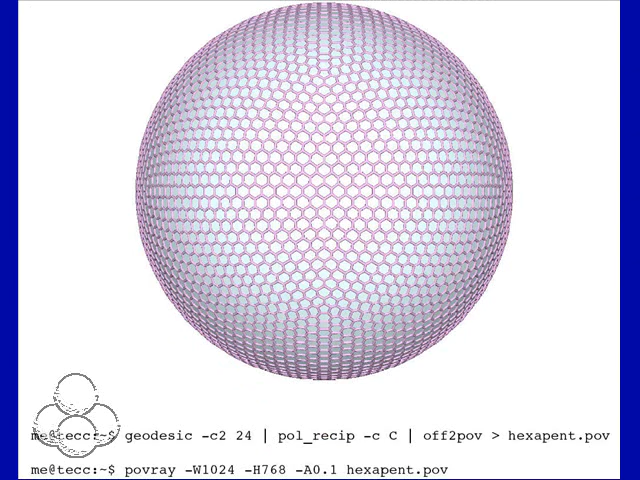 me@tecc:~$ geodesic -c2 24 | pol_recip -c C | off2pov > hexapent.pov
me@tecc:~$ povray -W1024 -H768 -A0.1 hexapent.pov